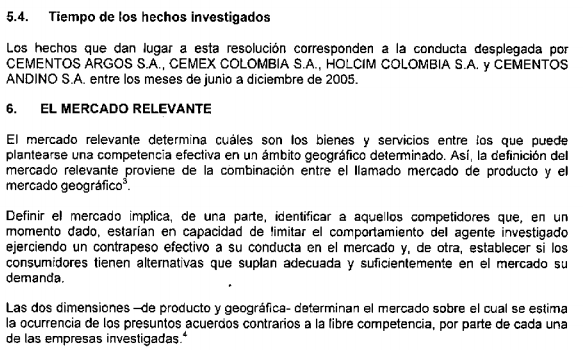 5.4. Tiempo de los hechos investigados
Los hechos que dan lugar a esta resolución corresponden a la conducta desplegada por
CEMENTOS ARGOS S.A., CEMEX COLOMBIA S.A., HOLCIM COLOMBIA S.A. y CEMENTOS
ANDINO S.A. entre los meses de junio a diciembre de 2005.
6. EL MERCADO RELEVANTE
El mercado relevante determina cuáles son los bienes y servicios entre los que puede
plantearse una competencia efectiva en un ámbito geográfico determinado. Así, la definición del
mercado relevante proviene de la combinación entre el llamado mercado de producto y el
mercado geográfico³.
Definir el mercado implica, de una parte, identificar a aquellos competidores que, en un
momento dado, estarían en capacidad de limitar el comportamiento del agente investigado
ejerciendo un contrapeso efectivo a su conducta en el mercado y, de otra, establecer si los
consumidores tienen alternativas que suplan adecuada y suficientemente en el mercado su
demanda.
Las dos dimensiones –de producto y geográfica- determinan el mercado sobre el cual se estima
la ocurrencia de los presuntos acuerdos contrarios a la libre competencia, por parte de cada una
de las empresas investigadas.⁴